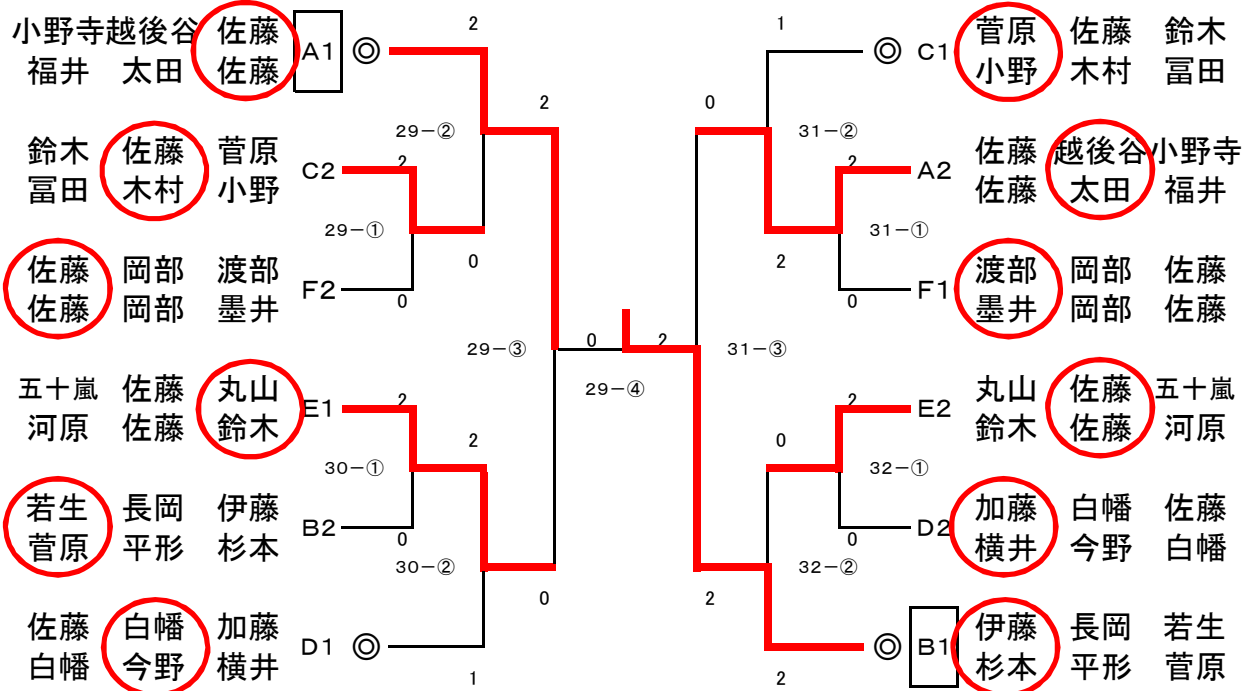 小野寺 越後谷 佐藤
福井 太田 佐藤
A1 ◎
2
1
◎ C1
菅原 佐藤 鈴木
小野 木村 冨田
2
0
29-②
31-②
鈴木 佐藤 菅原
冨田 木村 小野
C2
2
2
A2
佐藤 越後谷 小野寺
佐藤 太田 福井
29-①
31-①
0
2
佐藤 岡部 渡部
佐藤 岡部 墨井
F2
0
0
F1
渡部 岡部 佐藤
墨井 岡部 佐藤
29-③
0
2
31-③
29-④
五十嵐 佐藤 丸山
河原 佐藤 鈴木
E1
2
2
E2
丸山 佐藤 五十嵐
鈴木 佐藤 河原
2
0
30-①
32-①
若生 長岡 伊藤
菅原 平形 杉本
B2
0
0
D2
加藤 白幡 佐藤
横井 今野 白幡
30-②
32-②
0
2
佐藤 白幡 加藤
白幡 今野 横井
D1 ◎
1
2
◎ B1
伊藤 長岡 若生
杉本 平形 菅原